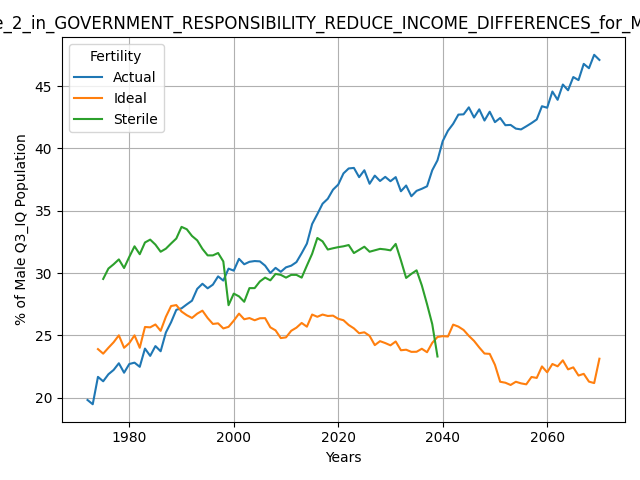 e_2_in_GOVERNMENT_RESPONSIBILITY_REDUCE_INCOME_DIFFERENCES_for_M
Fertility
Actual
Ideal
Sterile
45
40
35
30
25
20
% of Male Q3_IQ Population
1980
2000
2020
2040
2060
Years